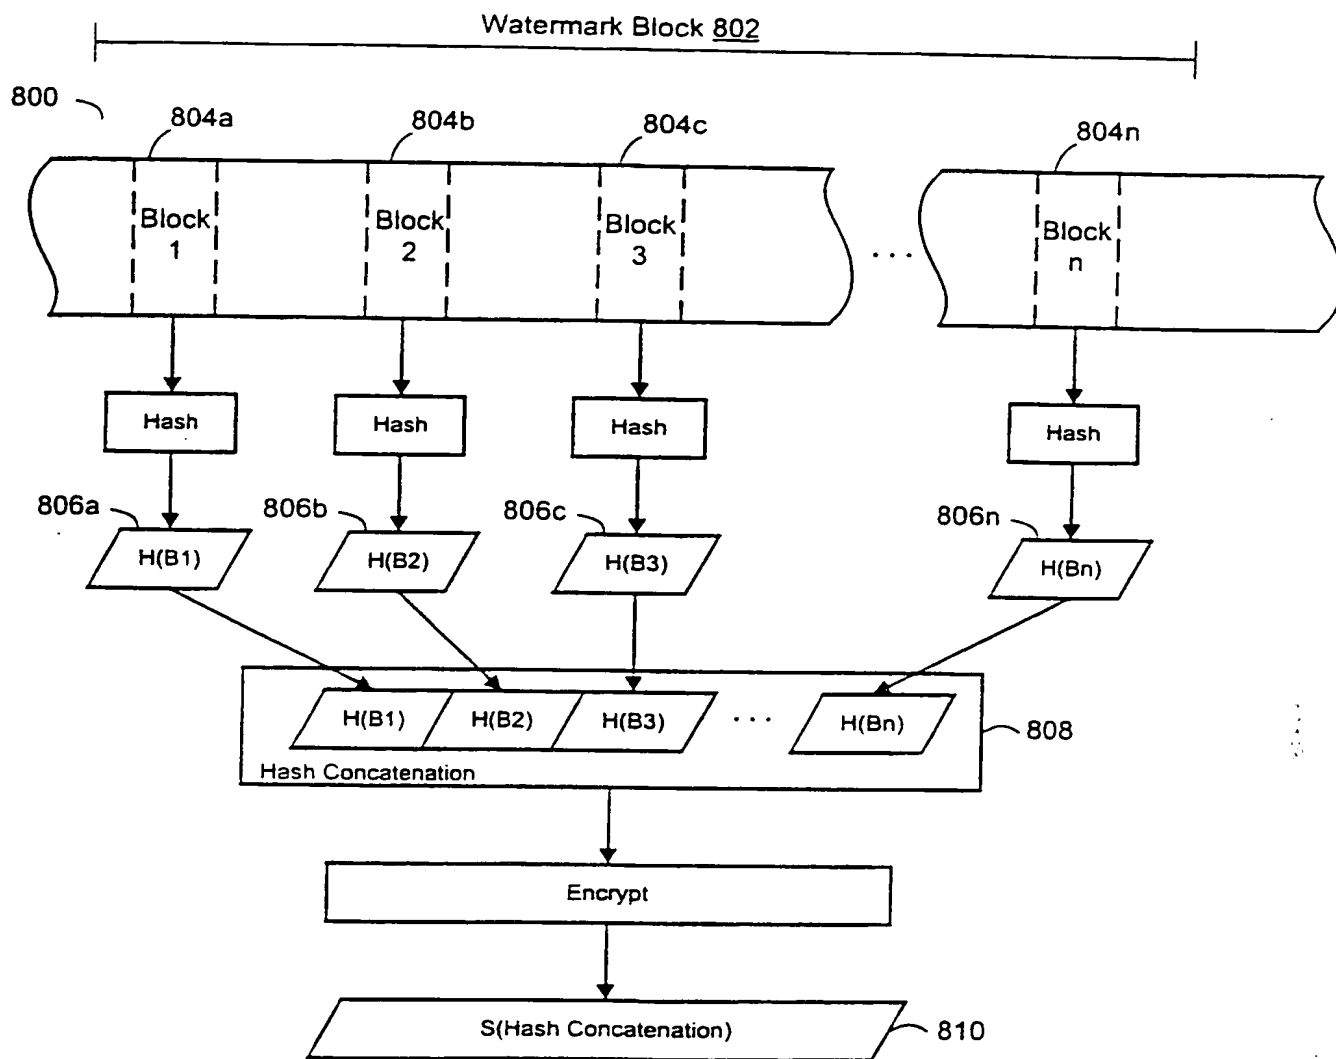 Watermark Block 802
800
804a
804b
804c
804n
Block 1
Block 2
Block 3
. . .
Block n
Hash
Hash
Hash
Hash
806a
806b
806c
806n
H(B1)
H(B2)
H(B3)
H(Bn)
H(B1)
H(B2)
H(B3)
. . .
H(Bn)
808
Hash Concatenation
Encrypt
S(Hash Concatenation)
810